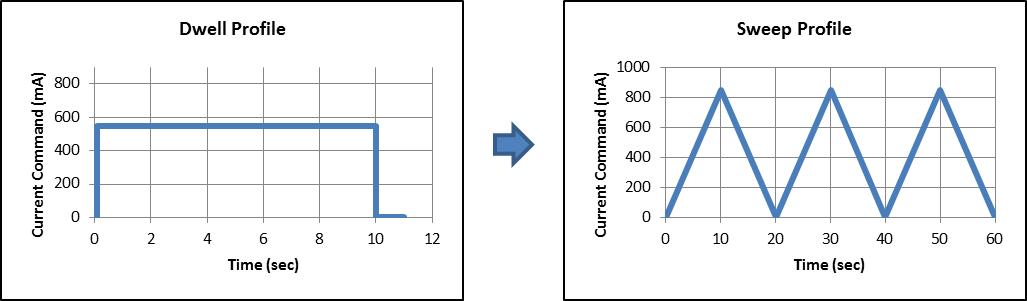 Dwell Profile
Current Command (mA)
800
600
400
200
0
0 2 4 6 8 10 12
Time (sec)
Sweep Profile
Current Command (mA)
1000
800
600
400
200
0
0 10 20 30 40 50 60
Time (sec)